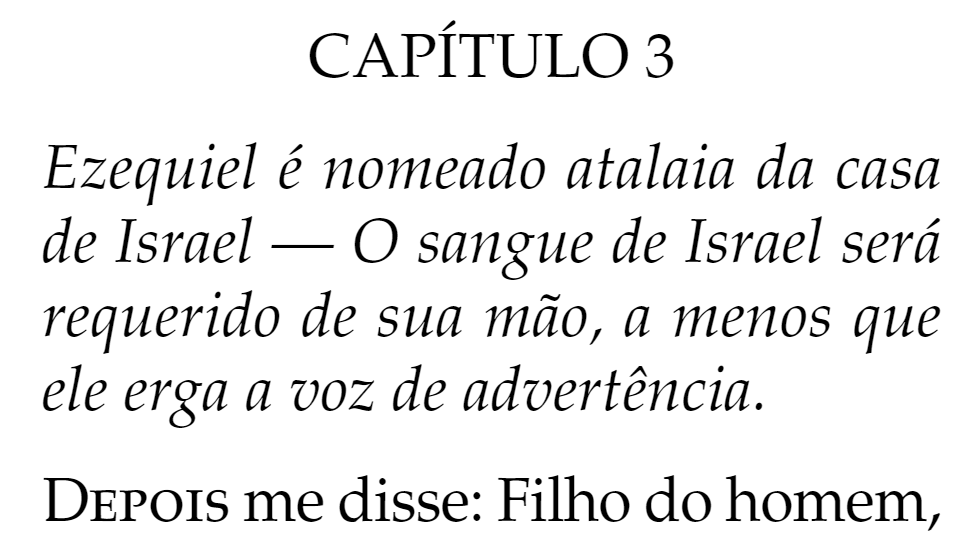 CAPÍTULO 3
Ezequiel é nomeado atalaia da casa
de Israel — O sangue de Israel será
requerido de sua mão, a menos que
ele erga a voz de advertência.
Depois me disse: Filho do homem,